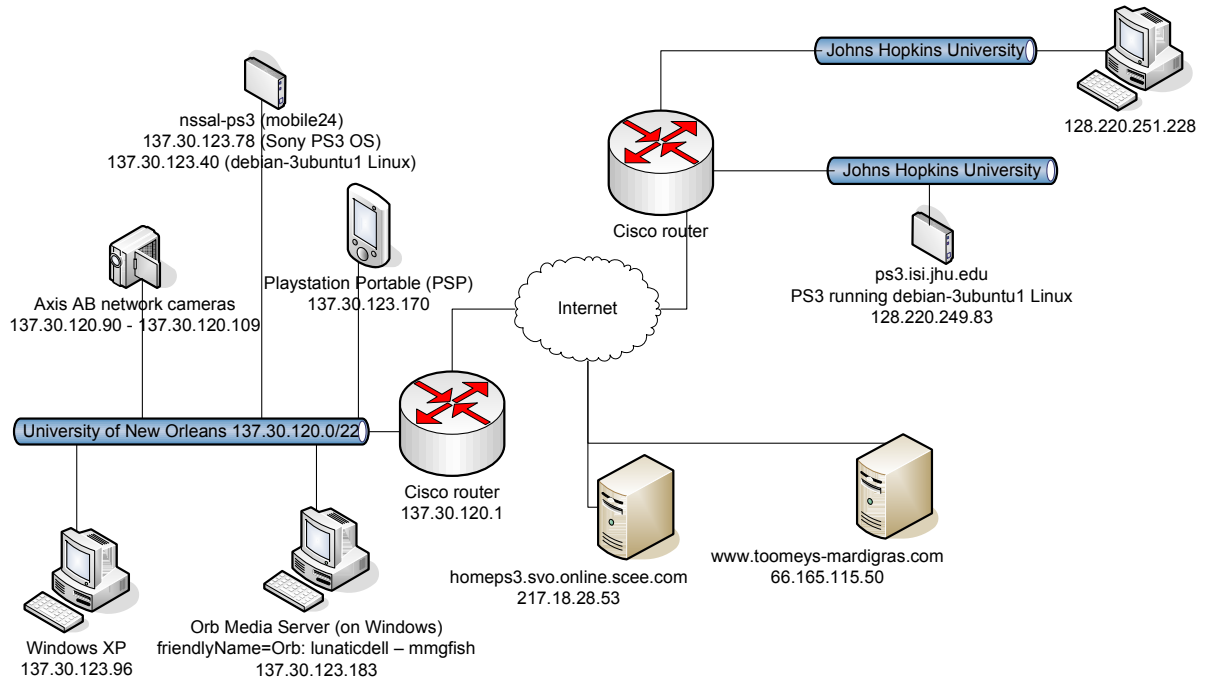 Johns Hopkins University
128.220.251.228
nssal-ps3 (mobile24)
137.30.123.78 (Sony PS3 OS)
137.30.123.40 (debian-3ubuntu1 Linux)
Johns Hopkins University
Cisco router
ps3.isi.jhu.edu
PS3 running debian-3ubuntu1 Linux
128.220.249.83
Playstation Portable (PSP)
137.30.123.170
Axis AB network cameras
137.30.120.90 - 137.30.120.109
Internet
University of New Orleans 137.30.120.0/22
Cisco router
137.30.120.1
www.toomeys-mardigras.com
66.165.115.50
homeps3.svo.online.scee.com
217.18.28.53
Windows XP
137.30.123.96
Orb Media Server (on Windows)
friendlyName=Orb: lunaticdell – mmgfish
137.30.123.183